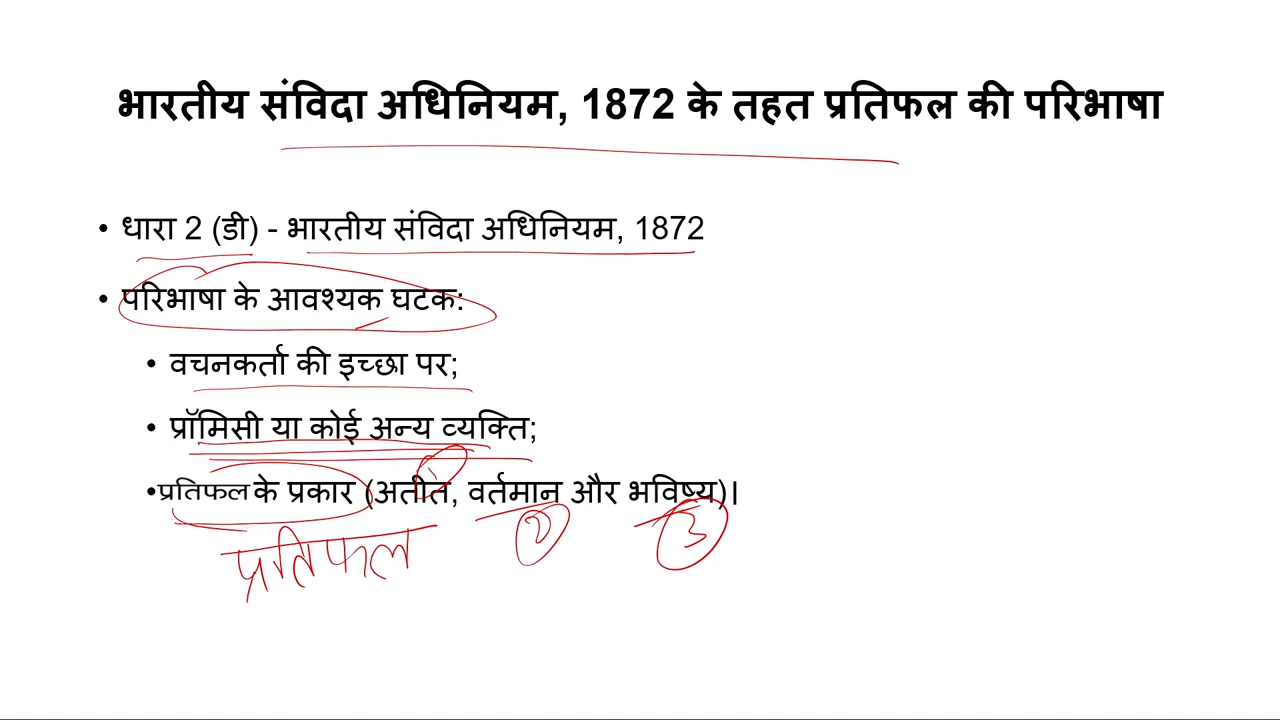 भारतीय संविदा अधिनियम, 1872 के तहत प्रतिफल की परिभाषा
• धारा 2 (डी) - भारतीय संविदा अधिनियम, 1872
• परिभाषा के आवश्यक घटक:
• वचनकर्ता की इच्छा पर;
• प्रॉमिसी या कोई अन्य व्यक्ति;
•प्रतिफल के प्रकार (अतीत, वर्तमान और भविष्य)।
प्रतिफल